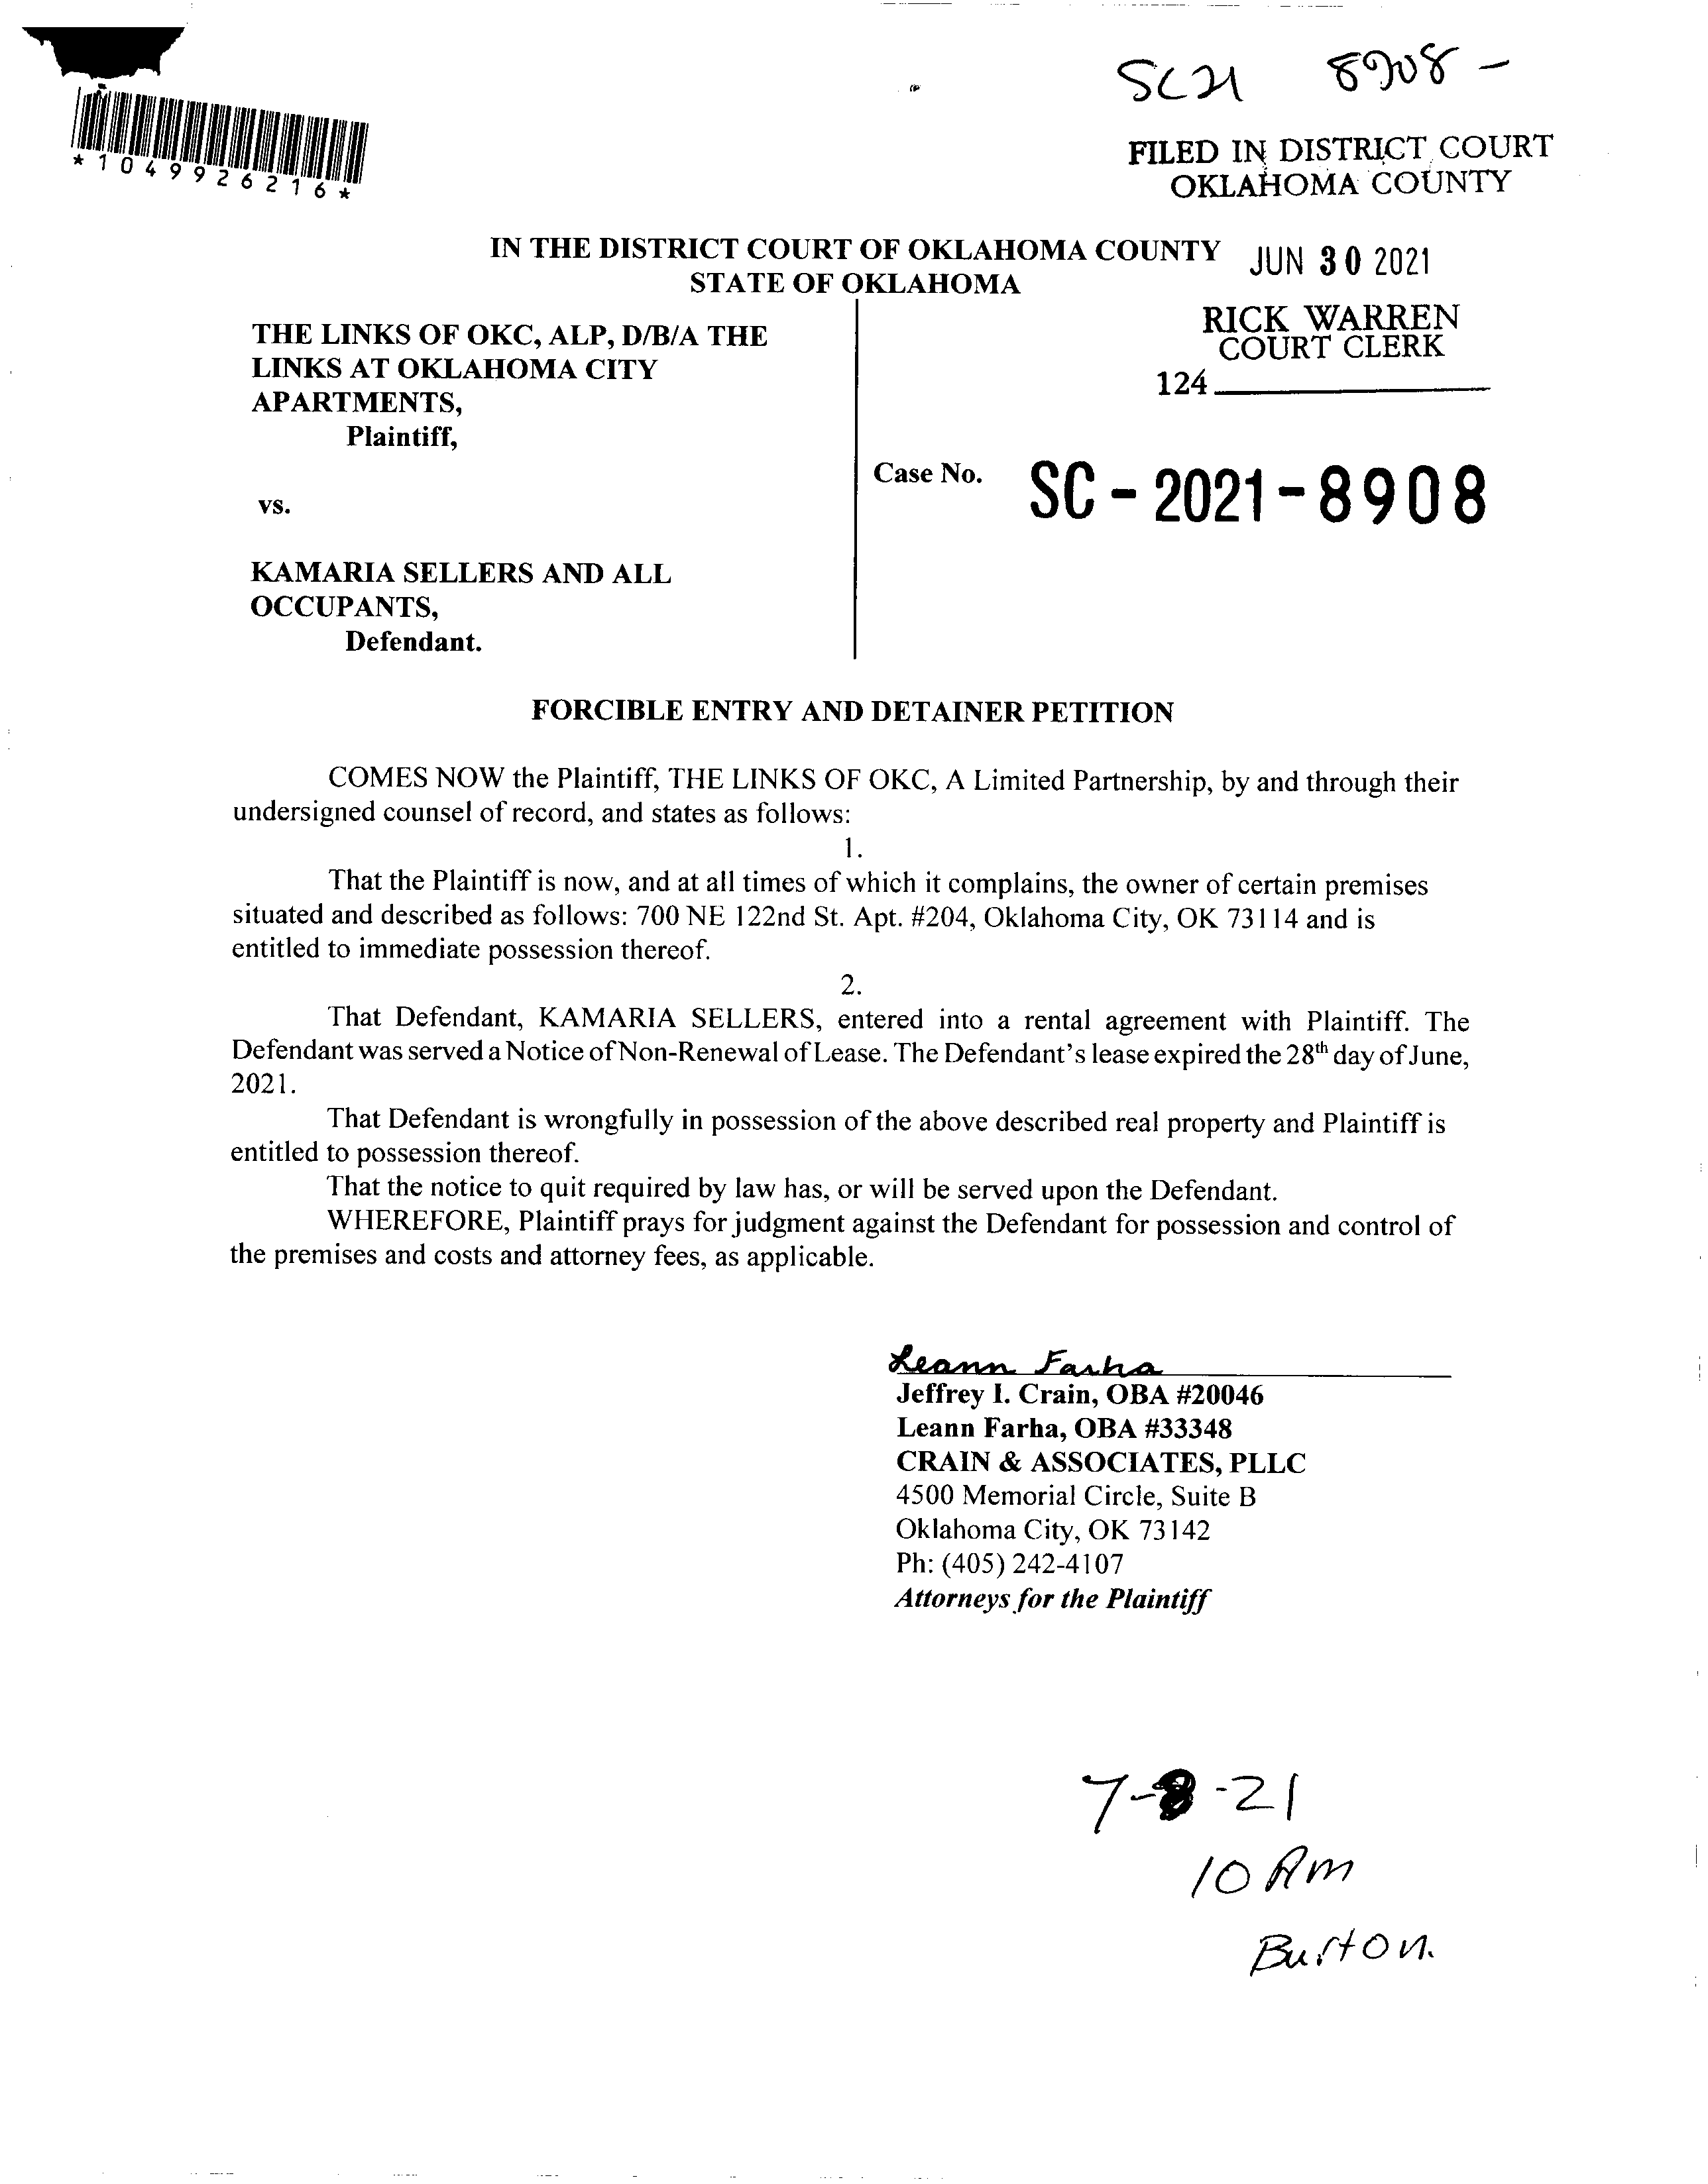 SC21 8908 -
*1049926216*
FILED IN DISTRICT COURT
OKLAHOMA COUNTY
IN THE DISTRICT COURT OF OKLAHOMA COUNTY
STATE OF OKLAHOMA
JUN 30 2021
RICK WARREN
COURT CLERK
124
THE LINKS OF OKC, ALP, D/B/A THE
LINKS AT OKLAHOMA CITY
APARTMENTS,
Plaintiff,
vs.
KAMARIA SELLERS AND ALL
OCCUPANTS,
Defendant.
Case No. SC-2021-8908
FORCIBLE ENTRY AND DETAINER PETITION
COMES NOW the Plaintiff, THE LINKS OF OKC, A Limited Partnership, by and through their
undersigned counsel of record, and states as follows:
1.
That the Plaintiff is now, and at all times of which it complains, the owner of certain premises
situated and described as follows: 700 NE 122nd St. Apt. #204, Oklahoma City, OK 73114 and is
entitled to immediate possession thereof.
2.
That Defendant, KAMARIA SELLERS, entered into a rental agreement with Plaintiff. The
Defendant was served a Notice of Non-Renewal of Lease. The Defendant's lease expired the 28th day of June,
2021.
That Defendant is wrongfully in possession of the above described real property and Plaintiff is
entitled to possession thereof.
That the notice to quit required by law has, or will be served upon the Defendant.
WHEREFORE, Plaintiff prays for judgment against the Defendant for possession and control of
the premises and costs and attorney fees, as applicable.
Leann Farha
Jeffrey I. Crain, OBA #20046
Leann Farha, OBA #33348
CRAIN & ASSOCIATES, PLLC
4500 Memorial Circle, Suite B
Oklahoma City, OK 73142
Ph: (405) 242-4107
Attorneys for the Plaintiff
7-8-21
10 AM
Burton.